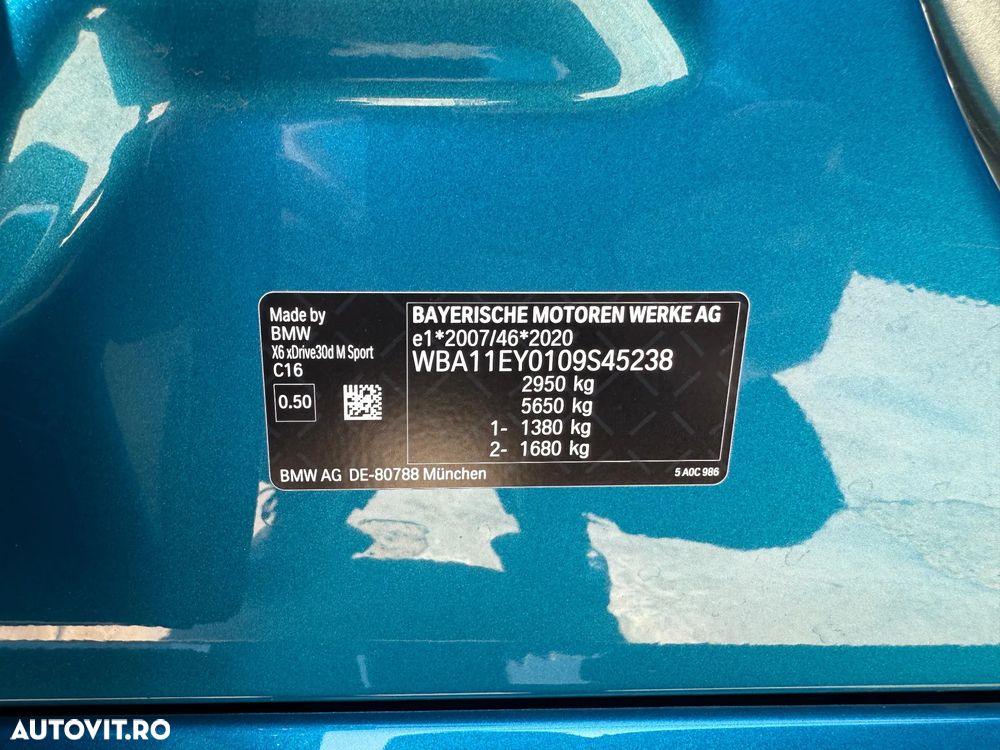 Made by
BMW
X6 xDrive30d M Sport
C16
0.50
BAYERISCHE MOTOREN WERKE AG
e1*2007/46*2020
WBA11EY0109S45238
2950 kg
5650 kg
1- 1380 kg
2- 1680 kg
BMW AG DE-80788 München
5 A0C 986
AUTOVIT.RO